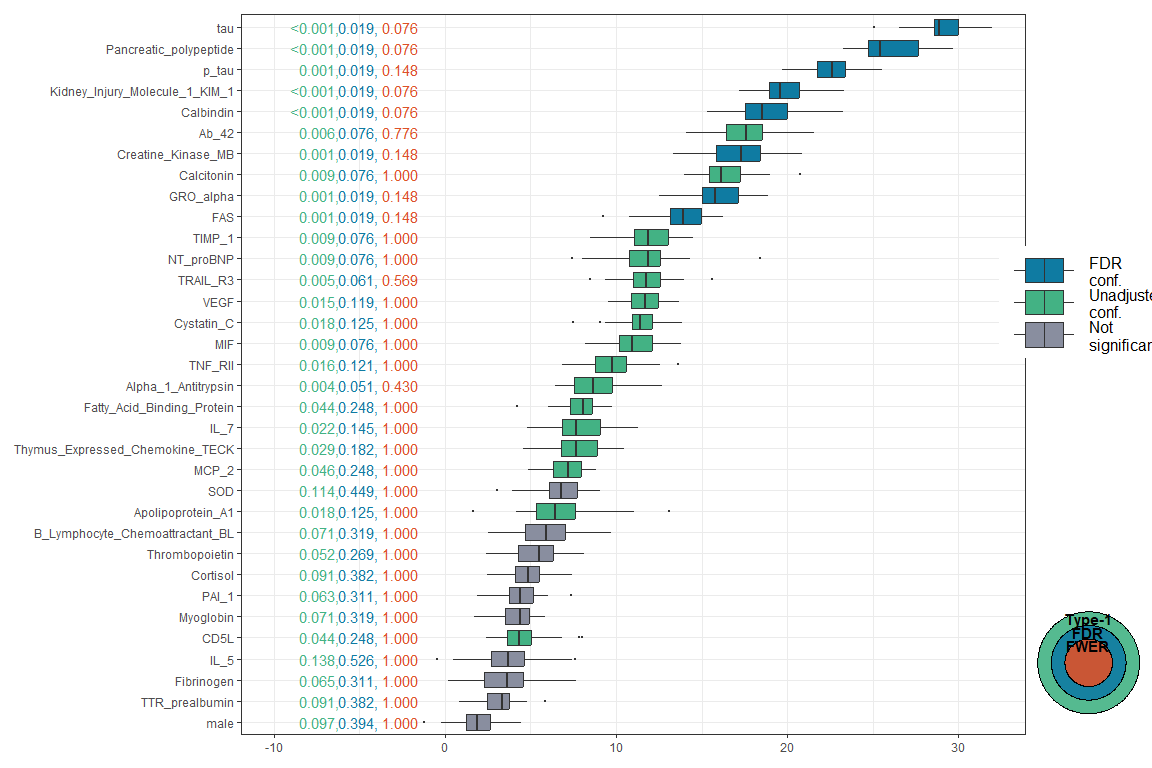 tau <0.001,0.019, 0.076
Pancreatic_polypeptide <0.001,0.019, 0.076
p_tau 0.001,0.019, 0.148
Kidney_Injury_Molecule_1_KIM_1 <0.001,0.019, 0.076
Calbindin <0.001,0.019, 0.076
Ab_42 0.006,0.076, 0.776
Creatine_Kinase_MB 0.001,0.019, 0.148
Calcitonin 0.009,0.076, 1.000
GRO_alpha 0.001,0.019, 0.148
FAS 0.001,0.019, 0.148
TIMP_1 0.009,0.076, 1.000
NT_proBNP 0.009,0.076, 1.000
TRAIL_R3 0.005,0.061, 0.569
VEGF 0.015,0.119, 1.000
Cystatin_C 0.018,0.125, 1.000
MIF 0.009,0.076, 1.000
TNF_RII 0.016,0.121, 1.000
Alpha_1_Antitrypsin 0.004,0.051, 0.430
Fatty_Acid_Binding_Protein 0.044,0.248, 1.000
IL_7 0.022,0.145, 1.000
Thymus_Expressed_Chemokine_TECK 0.029,0.182, 1.000
MCP_2 0.046,0.248, 1.000
SOD 0.114,0.449, 1.000
Apolipoprotein_A1 0.018,0.125, 1.000
B_Lymphocyte_Chemoattractant_BL 0.071,0.319, 1.000
Thrombopoietin 0.052,0.269, 1.000
Cortisol 0.091,0.382, 1.000
PAI_1 0.063,0.311, 1.000
Myoglobin 0.071,0.319, 1.000
CD5L 0.044,0.248, 1.000
IL_5 0.138,0.526, 1.000
Fibrinogen 0.065,0.311, 1.000
TTR_prealbumin 0.091,0.382, 1.000
male 0.097,0.394, 1.000
-10 0 10 20 30
FDR
conf.
Unadjuste
conf.
Not
significar
Type-1
FDR
FWER